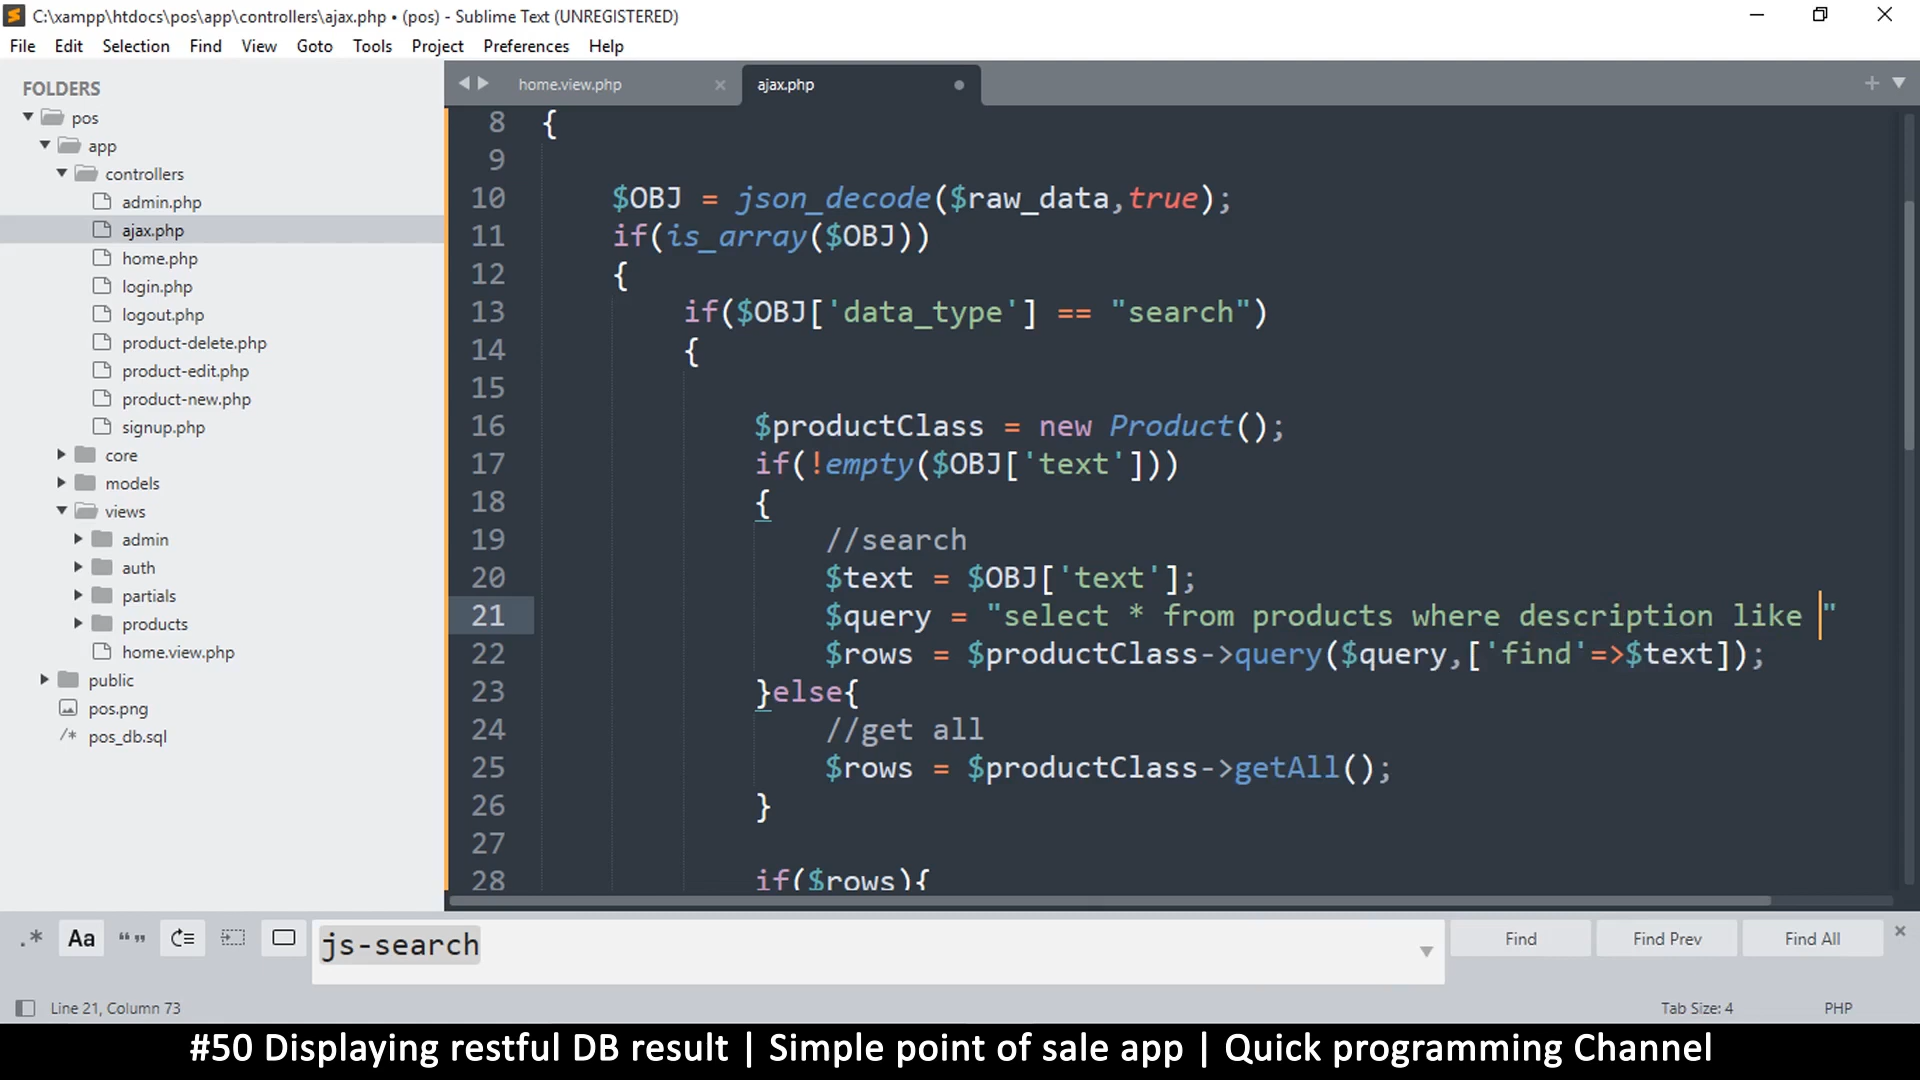 C:\xampp\htdocs\pos\app\controllers\ajax.php • (pos) - Sublime Text (UNREGISTERED)
File Edit Selection Find View Goto Tools Project Preferences Help
FOLDERS
pos
app
controllers
admin.php
ajax.php
home.php
login.php
logout.php
product-delete.php
product-edit.php
product-new.php
signup.php
core
models
views
admin
auth
partials
products
home.view.php
public
pos.png
/* pos_db.sql
home.view.php × ajax.php
8 {
9
10 $OBJ = json_decode($raw_data,true);
11 if(is_array($OBJ))
12 {
13 if($OBJ['data_type'] == "search")
14 {
15
16 $productClass = new Product();
17 if(!empty($OBJ['text']))
18 {
19 //search
20 $text = $OBJ['text'];
21 $query = "select * from products where description like "
22 $rows = $productClass->query($query,['find'=>$text]);
23 }else{
24 //get all
25 $rows = $productClass->getAll();
26 }
27
28 if($rows){
.* Aa “” js-search Find Find Prev Find All ×
Line 21, Column 73 Tab Size: 4 PHP
#50 Displaying restful DB result | Simple point of sale app | Quick programming Channel